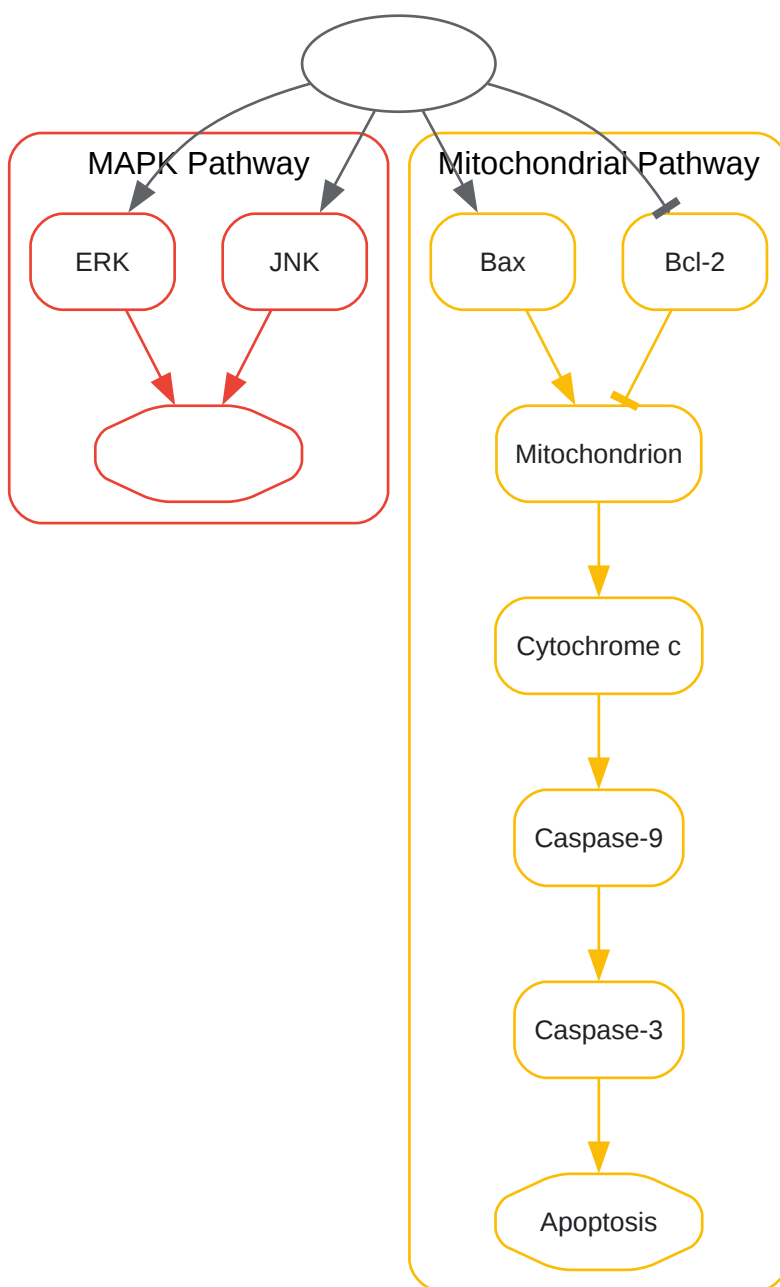 MAPK Pathway
Mitochondrial Pathway
ERK
JNK
Bax
Bcl-2
Mitochondrion
Cytochrome c
Caspase-9
Caspase-3
Apoptosis